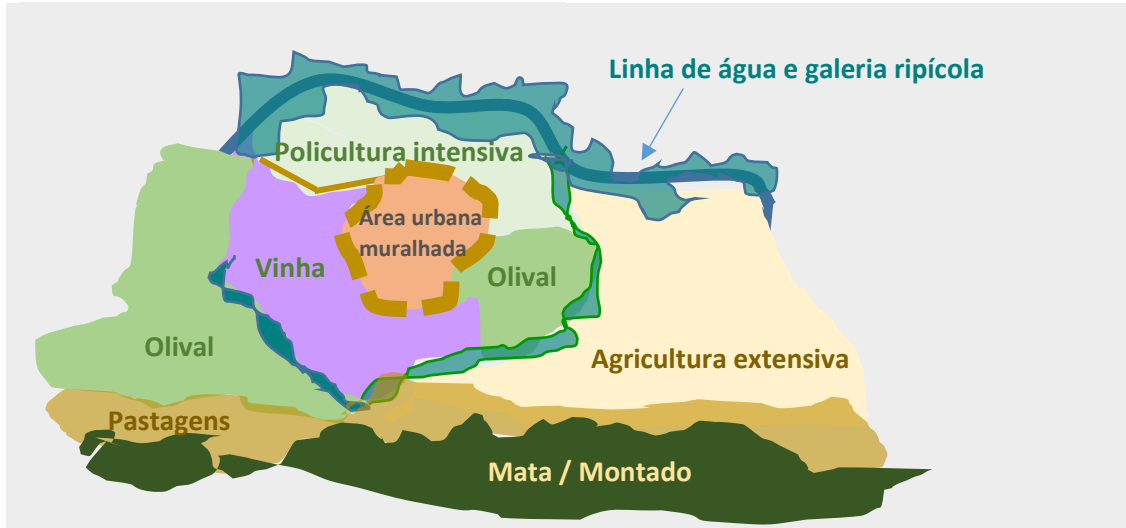 Linha de água e galeria ripícola
Policultura intensiva
Área urbana
muralhada
Vinha
Olival
Olival
Agricultura extensiva
Pastagens
Mata / Montado